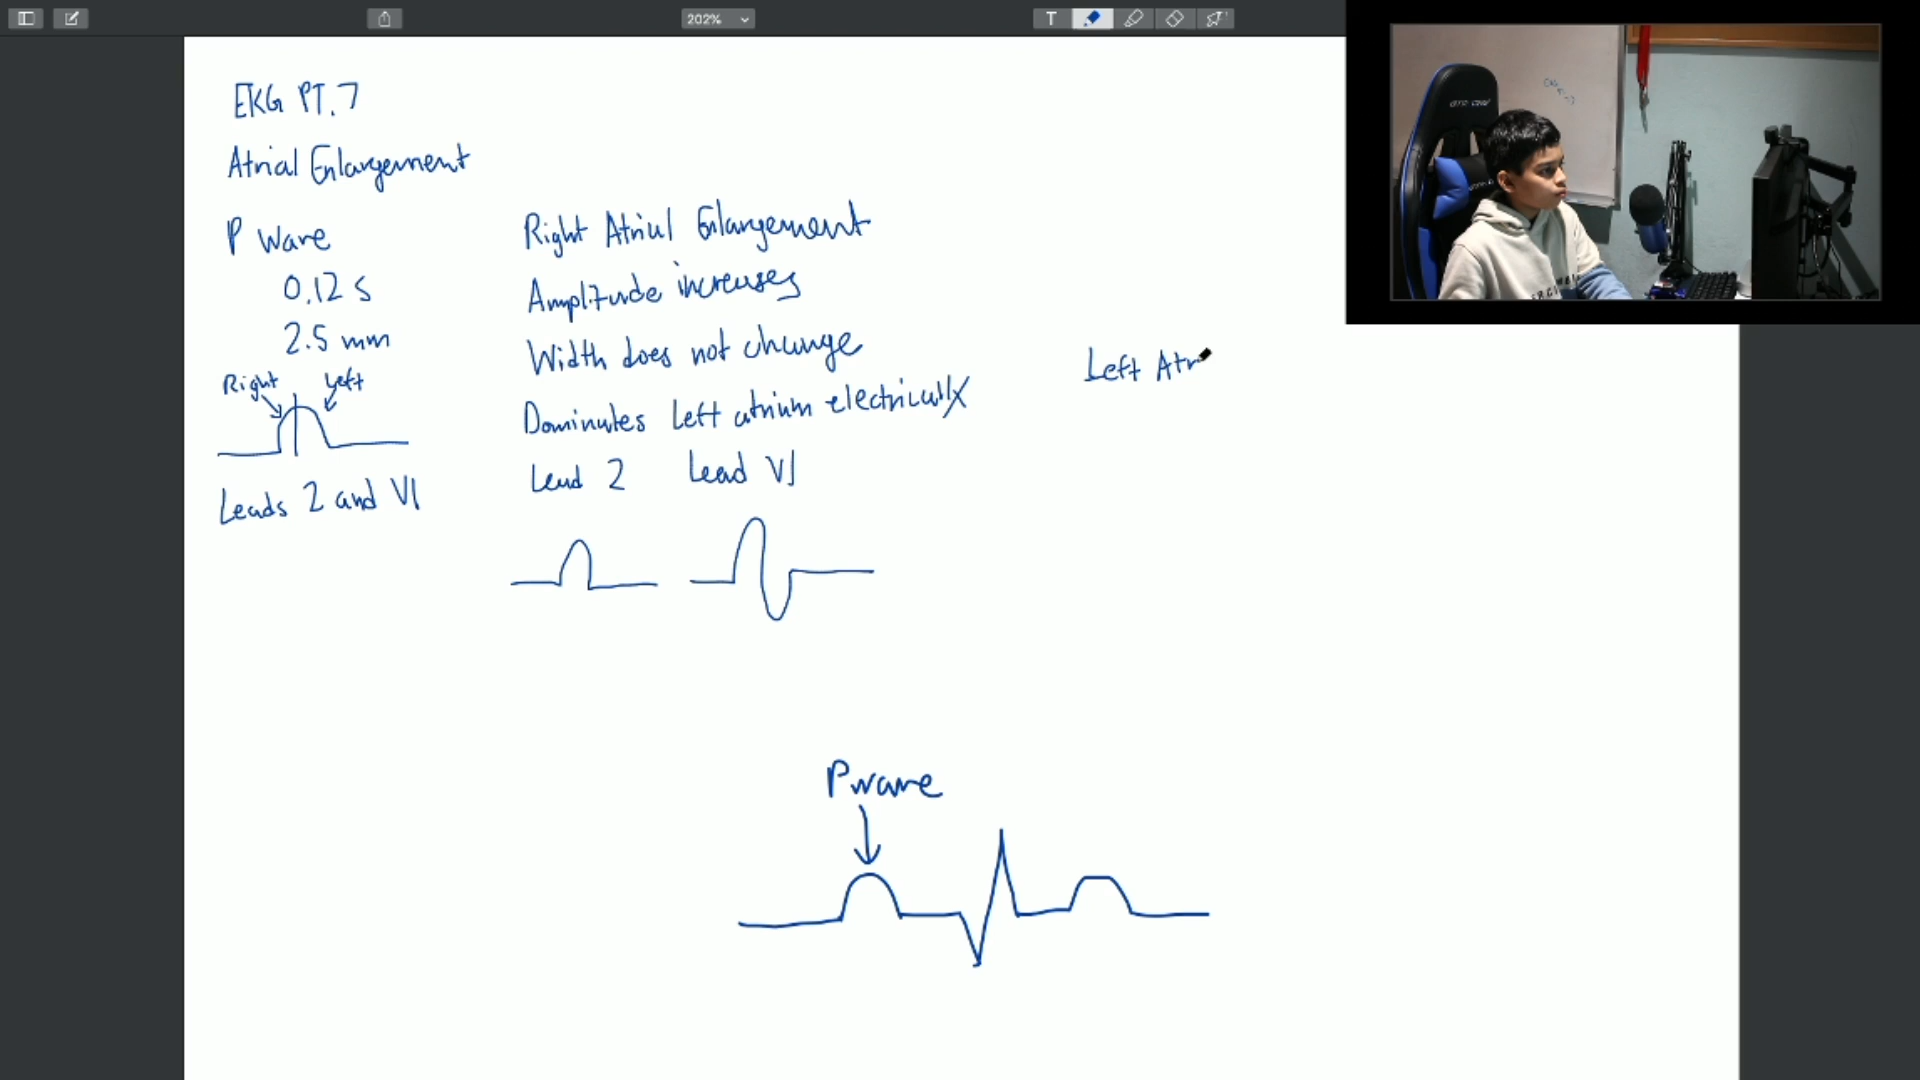 202%
T
EKG PT.7
Atrial Enlargement
P Wave
0.12 s
2.5 mm
Right Left
Leads 2 and V1
Right Atrial Enlargement
Amplitude increases
Width does not change
Dominates Left atrium electrically
Lead 2 Lead V1
Left Atr
P wave